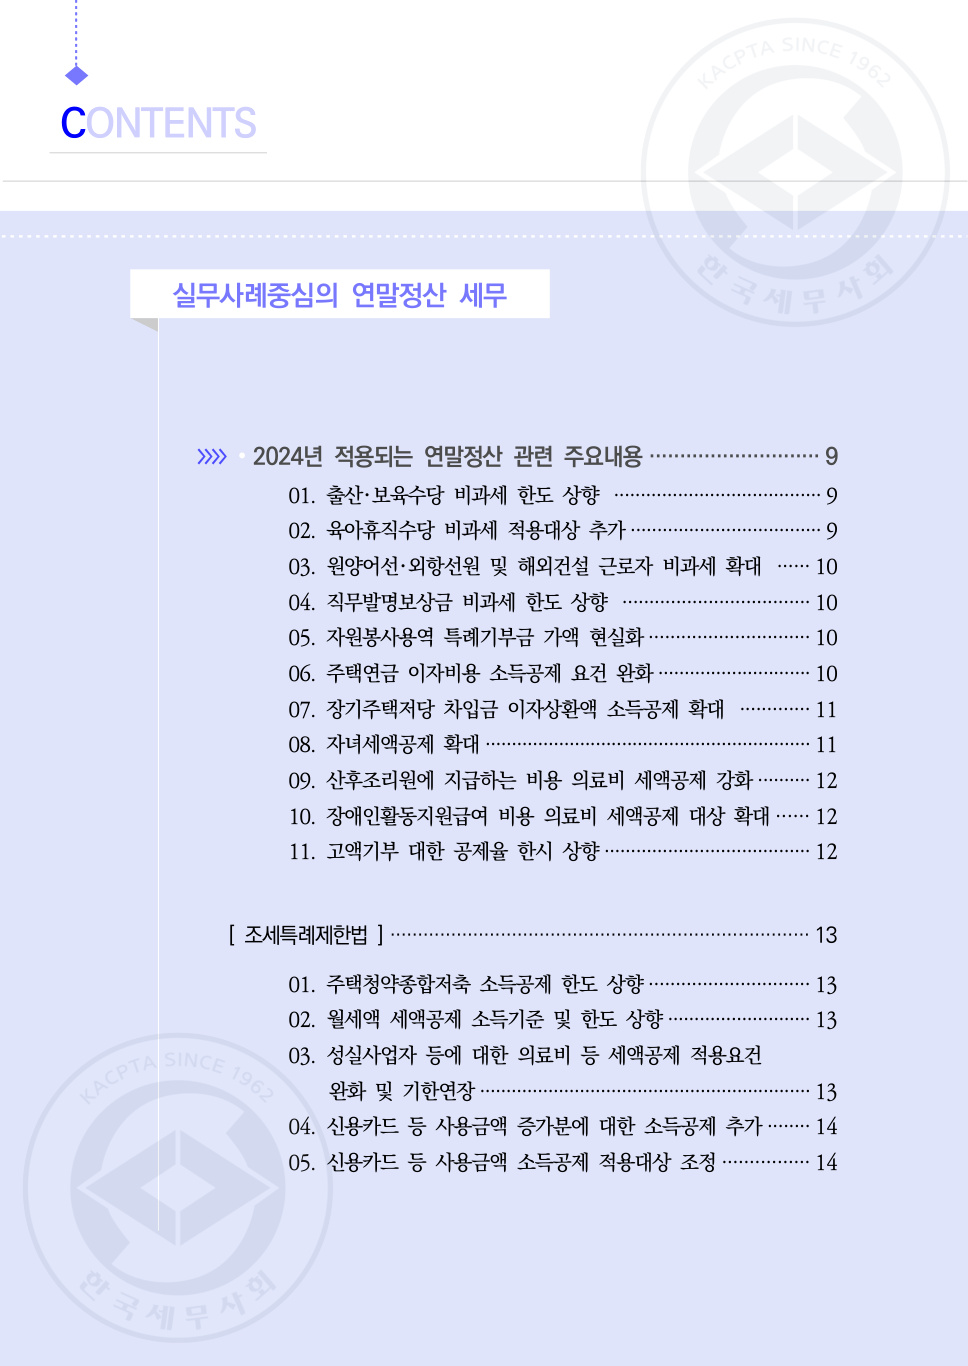 CONTENTS
KACPTA SINCE 1962
한국세무사회
실무사례중심의 연말정산 세무
2024년 적용되는 연말정산 관련 주요내용 ···························· 9
01. 출산·보육수당 비과세 한도 상향 ······································· 9
02. 육아휴직수당 비과세 적용대상 추가 ···································· 9
03. 원양어선·외항선원 및 해외건설 근로자 비과세 확대 ······ 10
04. 직무발명보상금 비과세 한도 상향 ··································· 10
05. 자원봉사용역 특례기부금 가액 현실화 ······························ 10
06. 주택연금 이자비용 소득공제 요건 완화 ····························· 10
07. 장기주택저당 차입금 이자상환액 소득공제 확대 ············· 11
08. 자녀세액공제 확대 ····························································· 11
09. 산후조리원에 지급하는 비용 의료비 세액공제 강화 ·········· 12
10. 장애인활동지원급여 비용 의료비 세액공제 대상 확대 ······ 12
11. 고액기부 대한 공제율 한시 상향 ······································· 12
[ 조세특례제한법 ] ············································································ 13
01. 주택청약종합저축 소득공제 한도 상향 ······························ 13
02. 월세액 세액공제 소득기준 및 한도 상향 ··························· 13
03. 성실사업자 등에 대한 의료비 등 세액공제 적용요건
완화 및 기한연장 ······························································ 13
04. 신용카드 등 사용금액 증가분에 대한 소득공제 추가 ········ 14
05. 신용카드 등 사용금액 소득공제 적용대상 조정 ················ 14
KACPTA SINCE 1962
한국세무사회